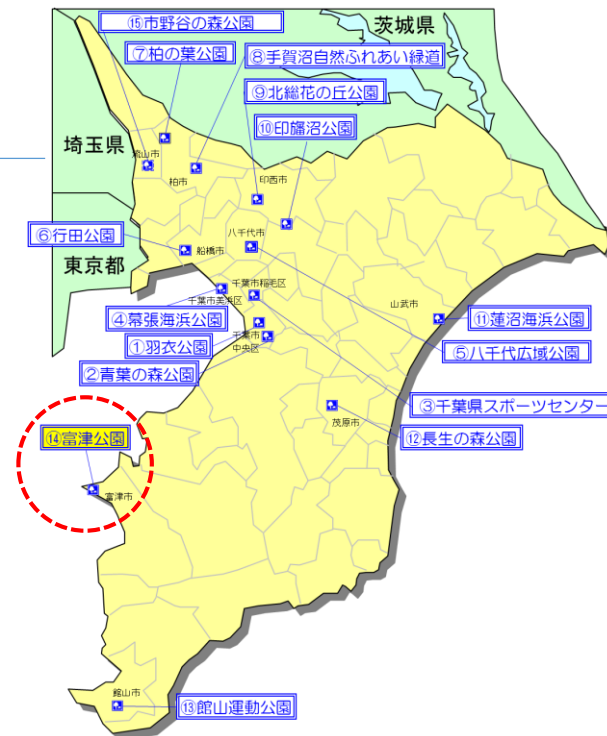 ⑮市野谷の森公園
茨城県
⑦柏の葉公園
⑧手賀沼自然ふれあい緑道
⑨北総花の丘公園
⑩印旛沼公園
埼玉県
流山市
柏市
印西市
八千代市
⑥行田公園
船橋市
東京都
千葉市稲毛区
千葉市美浜区
山武市
④幕張海浜公園
⑪蓮沼海浜公園
①羽衣公園
千葉市
中央区
⑤八千代広域公園
②青葉の森公園
③千葉県スポーツセンター
茂原市
⑭富津公園
⑫長生の森公園
富津市
館山市
⑬館山運動公園